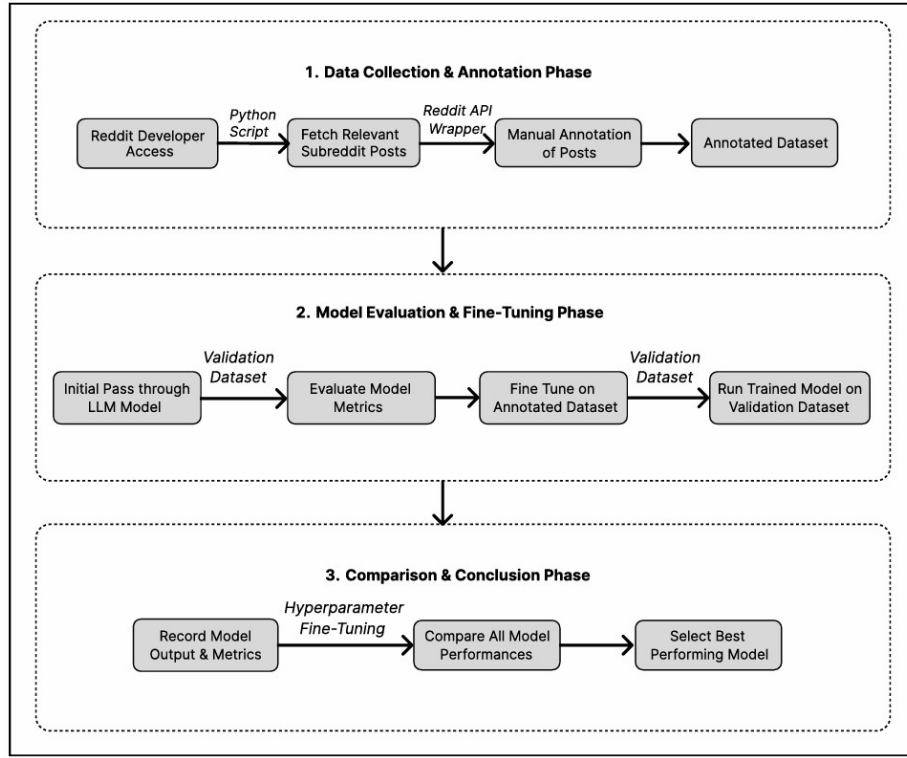 1. Data Collection & Annotation Phase
Python
Script
Reddit API
Wrapper
Reddit Developer
Access
Fetch Relevant
Subreddit Posts
Manual Annotation
of Posts
Annotated Dataset
2. Model Evaluation & Fine-Tuning Phase
Validation
Dataset
Validation
Dataset
Initial Pass through
LLM Model
Evaluate Model
Metrics
Fine Tune on
Annotated Dataset
Run Trained Model on
Validation Dataset
3. Comparison & Conclusion Phase
Hyperparameter
Fine-Tuning
Record Model
Output & Metrics
Compare All Model
Performances
Select Best
Performing Model